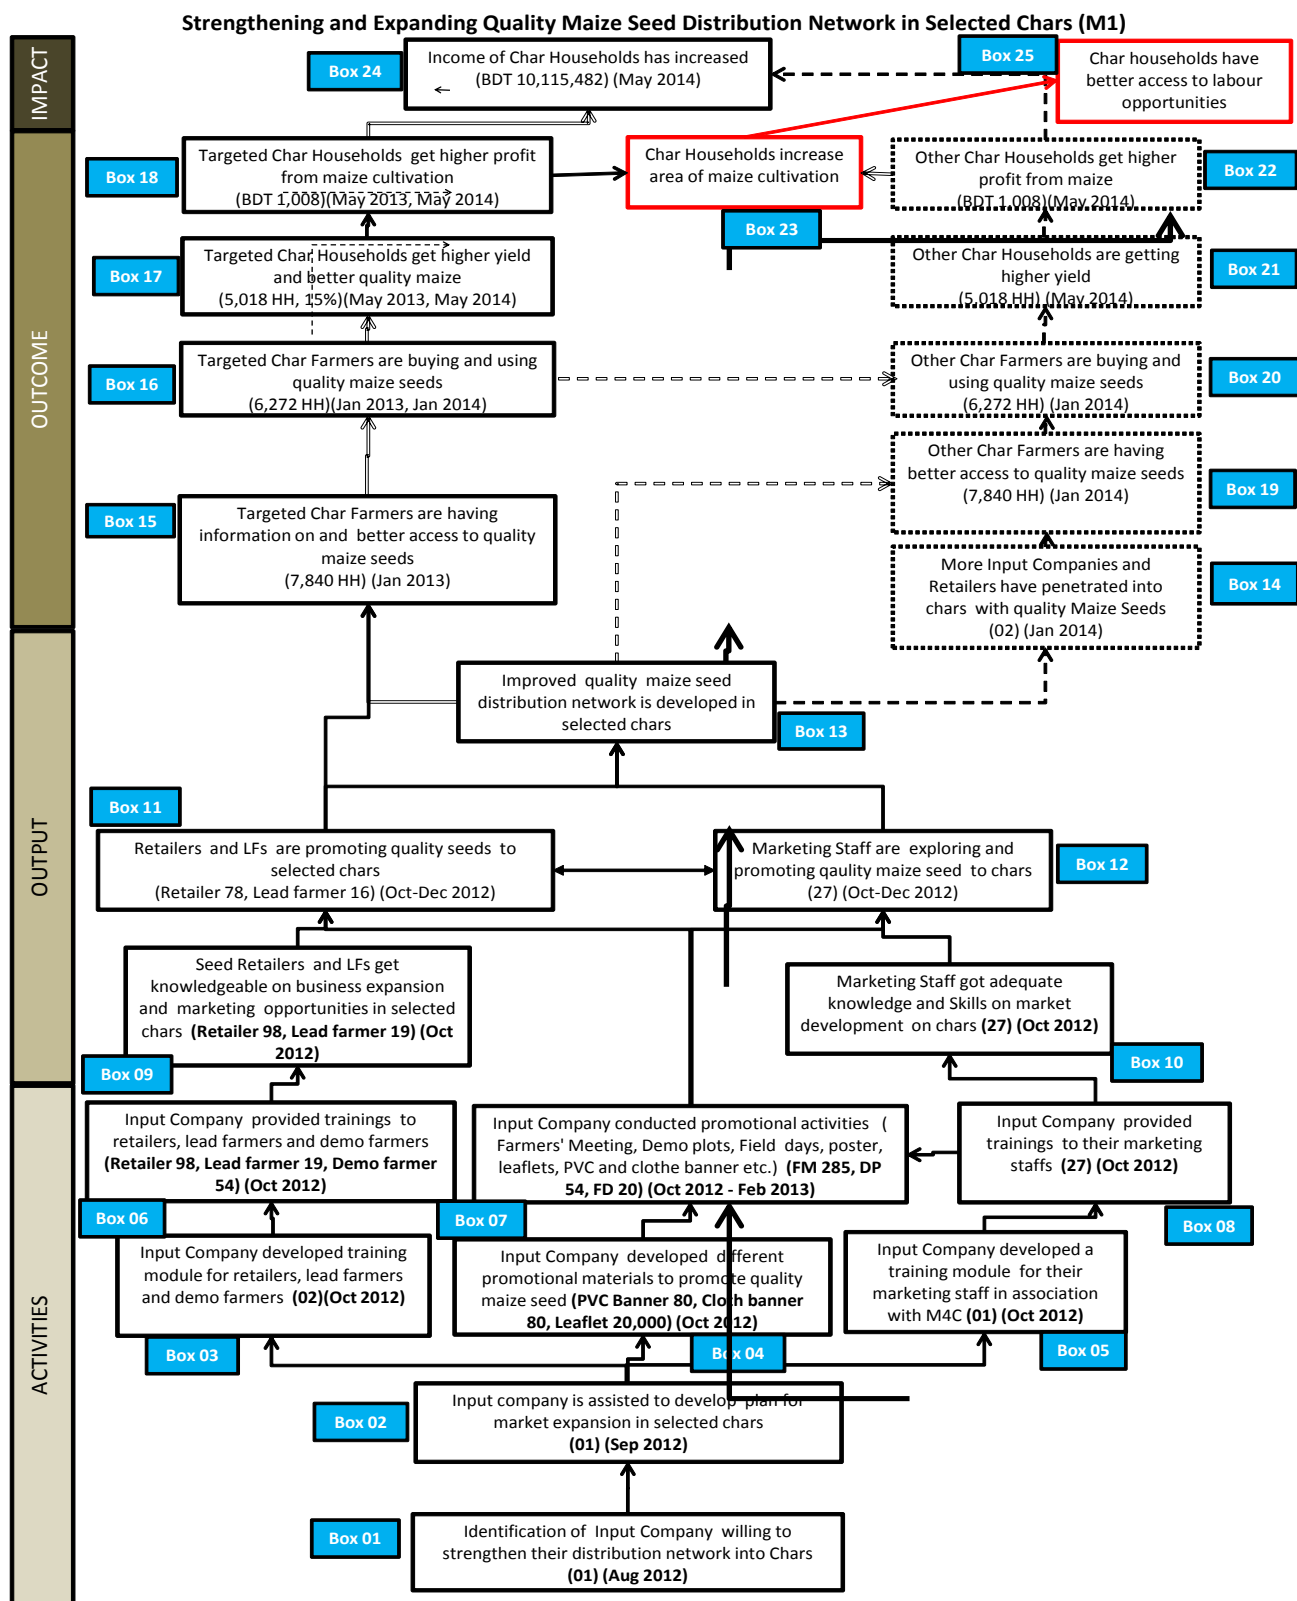 Strengthening and Expanding Quality Maize Seed Distribution Network in Selected Chars (M1)
IMPACT
Box 24
Income of Char Households has increased
(BDT 10,115,482) (May 2014)
Box 25
Char households have
better access to labour
opportunities
OUTCOME
Box 18
Targeted Char Households get higher profit
from maize cultivation
(BDT 1,008)(May 2013, May 2014)
Char Households increase
area of maize cultivation
Box 23
Other Char Households get higher
profit from maize
(BDT 1,008)(May 2014)
Box 22
Box 17
Targeted Char Households get higher yield
and better quality maize
(5,018 HH, 15%)(May 2013, May 2014)
Other Char Households are getting
higher yield
(5,018 HH) (May 2014)
Box 21
Box 16
Targeted Char Farmers are buying and using
quality maize seeds
(6,272 HH)(Jan 2013, Jan 2014)
Other Char Farmers are buying and
using quality maize seeds
(6,272 HH) (Jan 2014)
Box 20
Other Char Farmers are having
better access to quality maize seeds
(7,840 HH) (Jan 2014)
Box 19
Box 15
Targeted Char Farmers are having
information on and better access to quality
maize seeds
(7,840 HH) (Jan 2013)
More Input Companies and
Retailers have penetrated into
chars with quality Maize Seeds
(02) (Jan 2014)
Box 14
OUTPUT
Improved quality maize seed
distribution network is developed in
selected chars
Box 13
Box 11
Retailers and LFs are promoting quality seeds to
selected chars
(Retailer 78, Lead farmer 16) (Oct-Dec 2012)
Marketing Staff are exploring and
promoting qaulity maize seed to chars
(27) (Oct-Dec 2012)
Box 12
Seed Retailers and LFs get
knowledgeable on business expansion
and marketing opportunities in selected
chars (Retailer 98, Lead farmer 19) (Oct
2012)
Box 09
Marketing Staff got adequate
knowledge and Skills on market
development on chars (27) (Oct 2012)
Box 10
ACTIVITIES
Input Company provided trainings to
retailers, lead farmers and demo farmers
(Retailer 98, Lead farmer 19, Demo farmer
54) (Oct 2012)
Box 06
Input Company conducted promotional activities (
Farmers' Meeting, Demo plots, Field days, poster,
leaflets, PVC and clothe banner etc.) (FM 285, DP
54, FD 20) (Oct 2012 - Feb 2013)
Box 07
Input Company provided
trainings to their marketing
staffs (27) (Oct 2012)
Box 08
Input Company developed training
module for retailers, lead farmers
and demo farmers (02)(Oct 2012)
Box 03
Input Company developed different
promotional materials to promote quality
maize seed (PVC Banner 80, Cloth banner
80, Leaflet 20,000) (Oct 2012)
Box 04
Input Company developed a
training module for their
marketing staff in association
with M4C (01) (Oct 2012)
Box 05
Box 02
Input company is assisted to develop plan for
market expansion in selected chars
(01) (Sep 2012)
Box 01
Identification of Input Company willing to
strengthen their distribution network into Chars
(01) (Aug 2012)